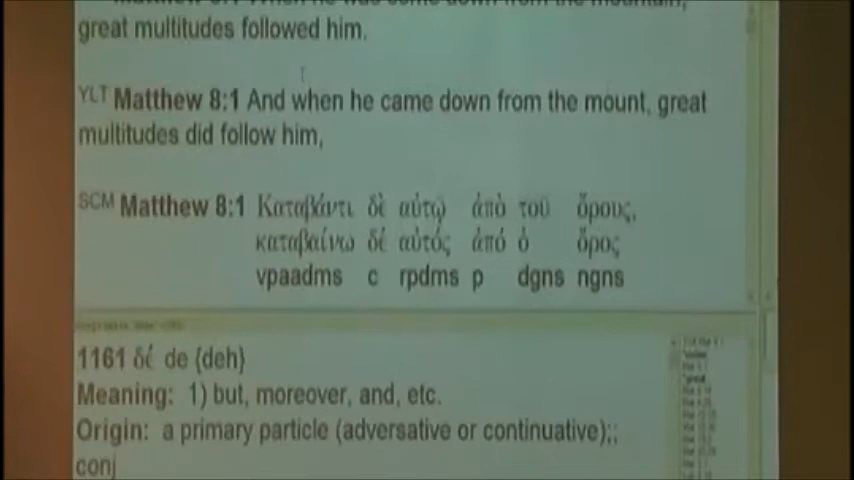 great multitudes followed him.
YLT Matthew 8:1 And when he came down from the mount, great
multitudes did follow him,
SCM Matthew 8:1 Καταβάντι δὲ αὐτῷ ἀπὸ τοῦ ὄρους,
καταβαίνω δέ αὐτός ἀπό ὁ ὄρος
vpaadms c rpdms p dgns ngns
1161 δέ de {deh}
Meaning: 1) but, moreover, and, etc.
Origin: a primary particle (adversative or continuative);;
conj